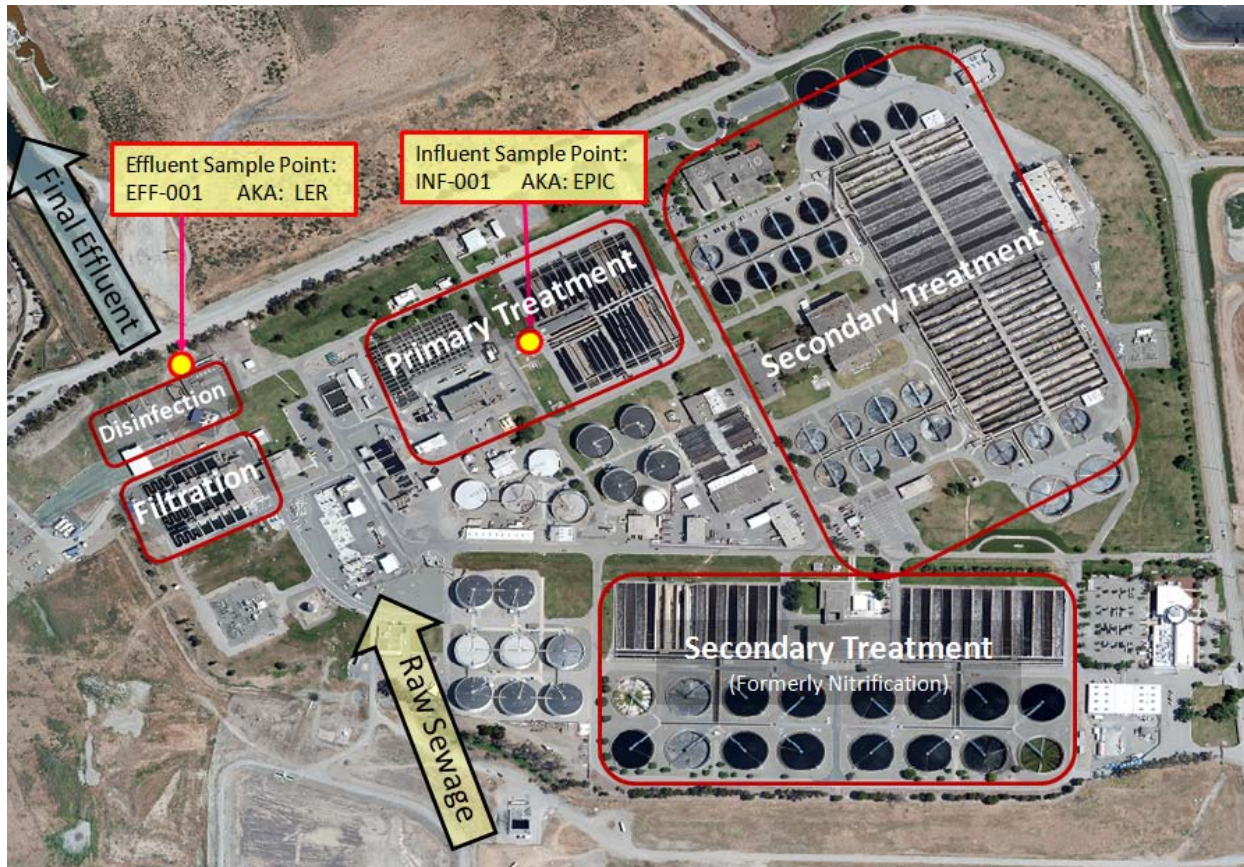 Effluent Sample Point:
EFF-001 AKA: LER
Influent Sample Point:
INF-001 AKA: EPIC
Final Effluent
Primary Treatment
Secondary Treatment
Disinfection
Filtration
Raw Sewage
Secondary Treatment
(Formerly Nitrification)